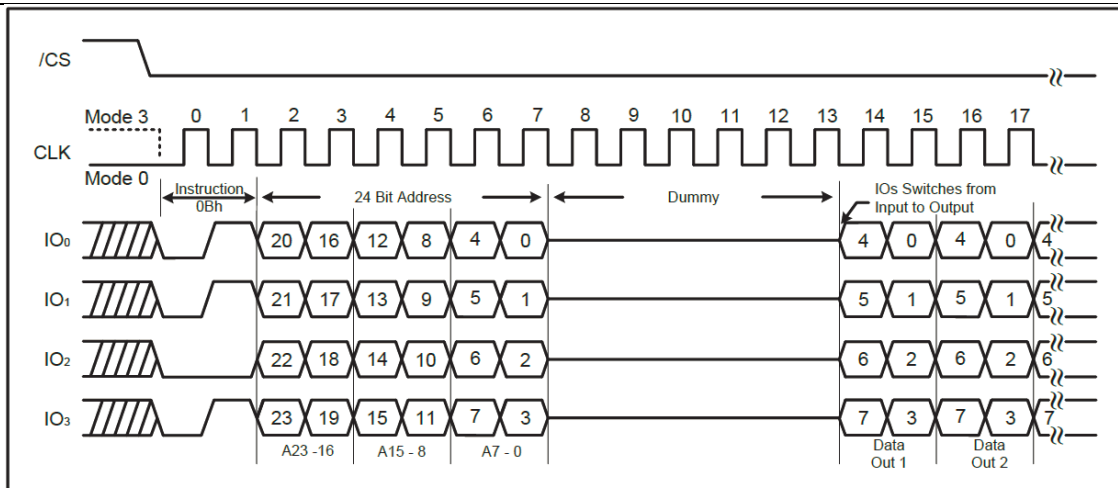 /CS
Mode 3 0 1 2 3 4 5 6 7 8 9 10 11 12 13 14 15 16 17
CLK
Mode 0
Instruction
0Bh
24 Bit Address
Dummy
IOs Switches from
Input to Output
IO0 20 16 12 8 4 0 4 0 4 0 4
IO1 21 17 13 9 5 1 5 1 5 1 5
IO2 22 18 14 10 6 2 6 2 6 2 6
IO3 23 19 15 11 7 3 7 3 7 3 7
A23 -16 A15 - 8 A7 - 0
Data
Out 1
Data
Out 2